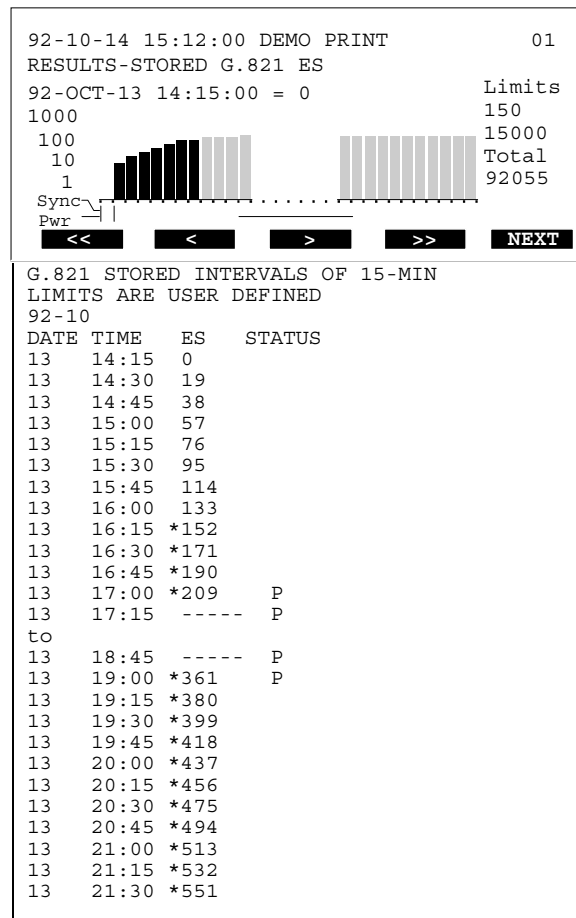 92-10-14 15:12:00 DEMO PRINT 01
RESULTS-STORED G.821 ES
92-OCT-13 14:15:00 = 0
Limits
150
15000
Total
92055
1000
100
10
1
Sync
Pwr
<< < > >> NEXT
G.821 STORED INTERVALS OF 15-MIN
LIMITS ARE USER DEFINED
92-10
DATE TIME ES STATUS
13 14:15 0
13 14:30 19
13 14:45 38
13 15:00 57
13 15:15 76
13 15:30 95
13 15:45 114
13 16:00 133
13 16:15 *152
13 16:30 *171
13 16:45 *190
13 17:00 *209 P
13 17:15 ----- P
to
13 18:45 ----- P
13 19:00 *361 P
13 19:15 *380
13 19:30 *399
13 19:45 *418
13 20:00 *437
13 20:15 *456
13 20:30 *475
13 20:45 *494
13 21:00 *513
13 21:15 *532
13 21:30 *551